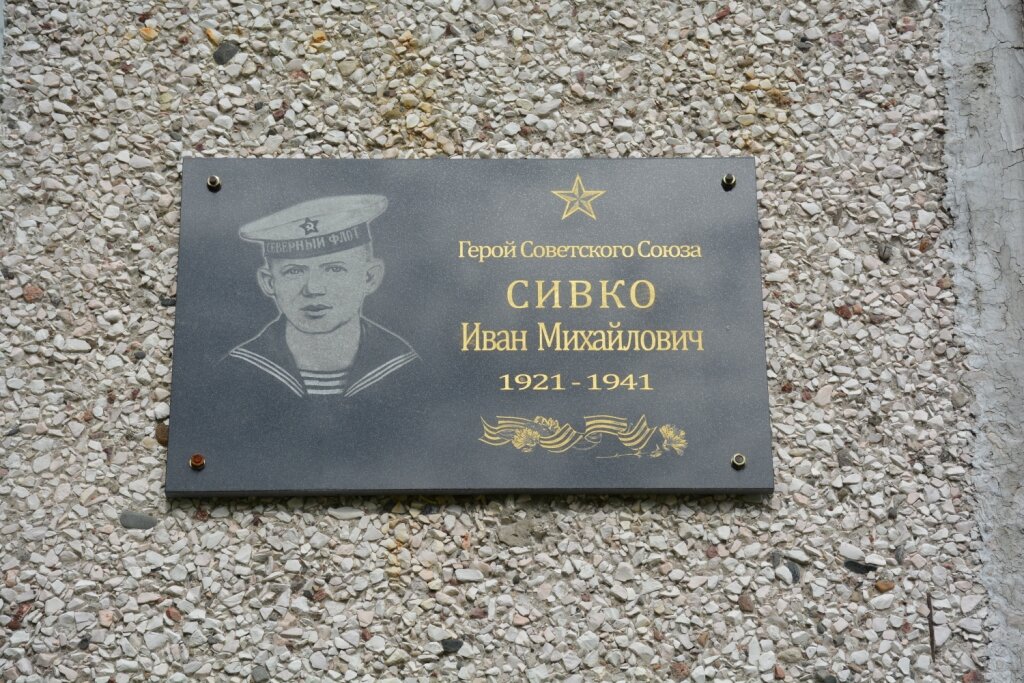 СЕВЕРНЫЙ ФЛОТ
Герой Советского Союза
СИВКО
Иван Михайлович
1921 - 1941